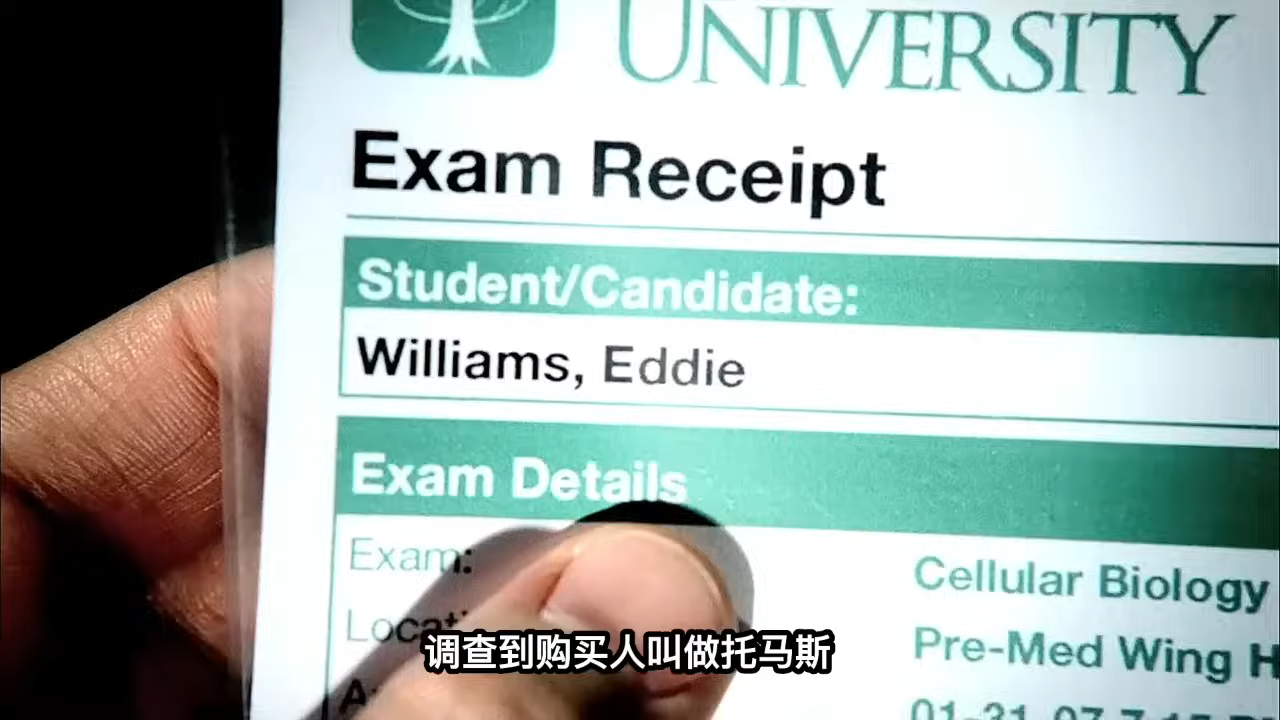 UNIVERSITY
Exam Receipt
Student/Candidate:
Williams, Eddie
Exam Details
Exam:
Cellular Biology
Pre-Med Wing H
调查到购买人叫做托马斯